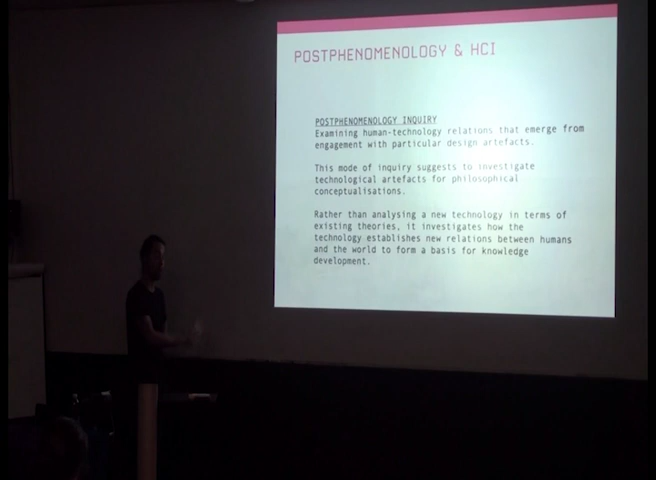 POSTPHENOMENOLOGY & HCI
POSTPHENOMENOLOGY INQUIRY
Examining human-technology relations that emerge from
engagement with particular design artefacts.
This mode of inquiry suggests to investigate
technological artefacts for philosophical
conceptualisations.
Rather than analysing a new technology in terms of
existing theories, it investigates how the
technology establishes new relations between humans
and the world to form a basis for knowledge
development.